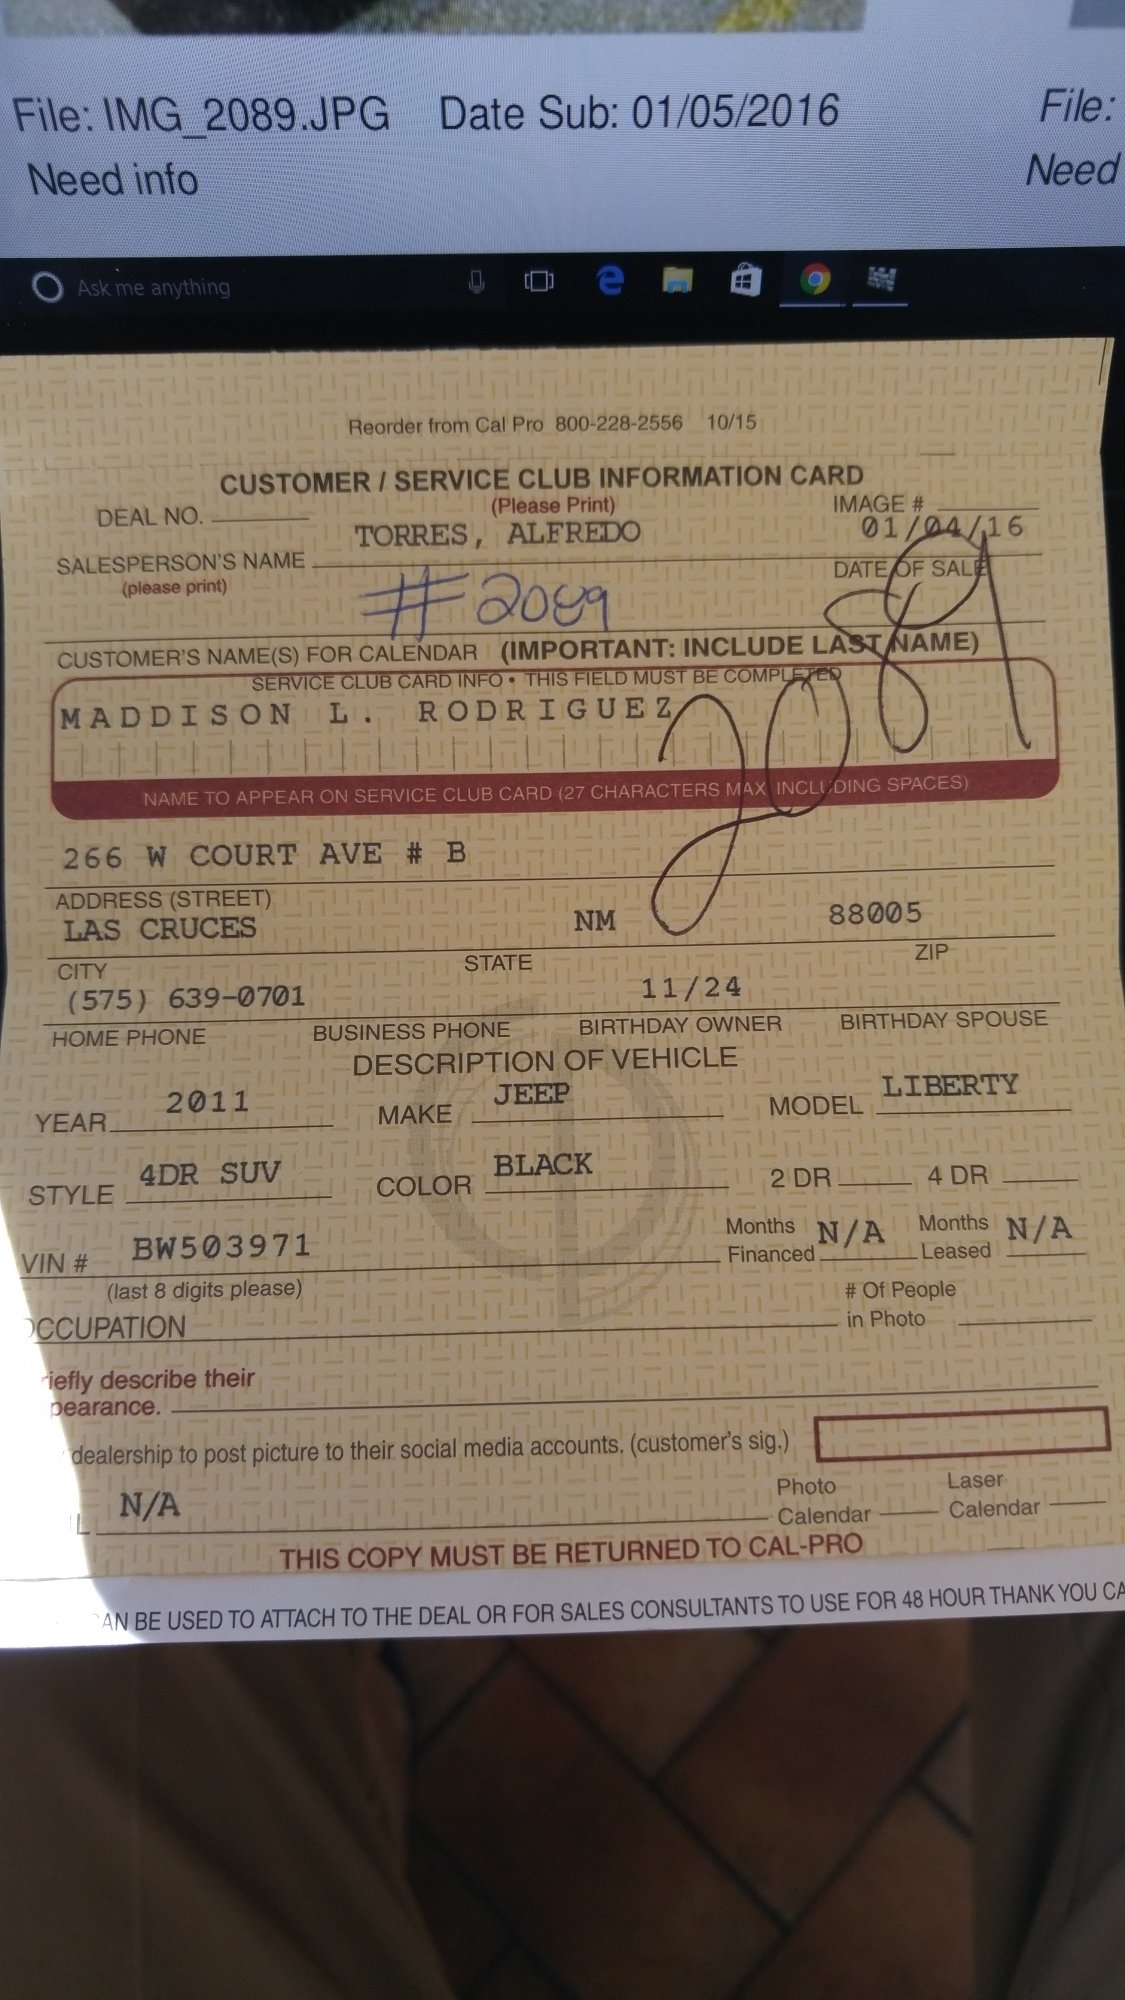 File: IMG_2089.JPG Date Sub: 01/05/2016 File:
Need info Need
Ask me anything
Reorder from Cal Pro 800-228-2556 10/15
CUSTOMER / SERVICE CLUB INFORMATION CARD
(Please Print)
DEAL NO. IMAGE #
TORRES, ALFREDO 01/04/16
SALESPERSON'S NAME DATE OF SALE
(please print)
#2089
CUSTOMER'S NAME(S) FOR CALENDAR (IMPORTANT: INCLUDE LAST NAME)
SERVICE CLUB CARD INFO • THIS FIELD MUST BE COMPLETED
MADDISON L. RODRIGUEZ
2089
NAME TO APPEAR ON SERVICE CLUB CARD (27 CHARACTERS MAX INCLUDING SPACES)
266 W COURT AVE # B
ADDRESS (STREET)
LAS CRUCES NM 88005
CITY STATE ZIP
(575) 639-0701 11/24
HOME PHONE BUSINESS PHONE BIRTHDAY OWNER BIRTHDAY SPOUSE
DESCRIPTION OF VEHICLE
YEAR 2011 MAKE JEEP MODEL LIBERTY
STYLE 4DR SUV COLOR BLACK 2 DR 4 DR
VIN # BW503971 Months Financed N/A Months Leased N/A
(last 8 digits please)
OCCUPATION # Of People in Photo
iefly describe their
pearance.
dealership to post picture to their social media accounts. (customer's sig.)
L N/A Photo Calendar Laser Calendar
THIS COPY MUST BE RETURNED TO CAL-PRO
AN BE USED TO ATTACH TO THE DEAL OR FOR SALES CONSULTANTS TO USE FOR 48 HOUR THANK YOU CA